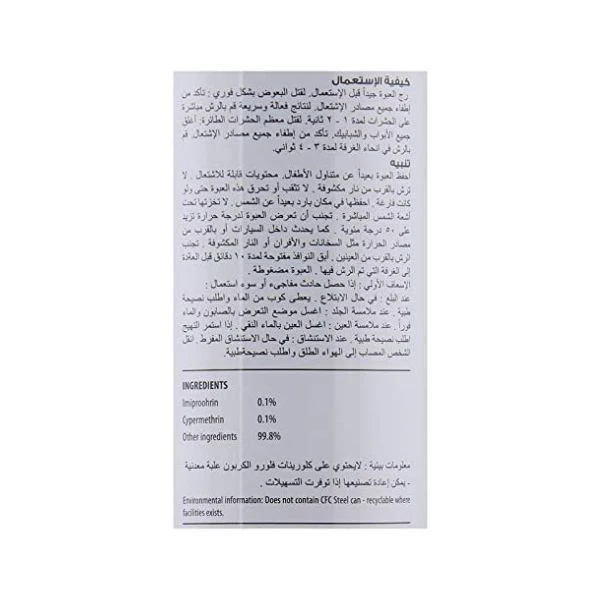 كيفية الإستعمال
رج العبوة جيداً قبل الإستعمال. لقتل البعوض بشكل فوري : تأكد من
إطفاء جميع مصادر الإشتعال. لنتائج فعالة وسريعة قم بالرش مباشرة
على الحشرات لمدة ١ - ٢ ثانية. لقتل معظم الحشرات الطائرة: أغلق
جميع الأبواب والشبابيك. تأكد من إطفاء جميع مصادر الإشتعال. قم
بالرش في انحاء الغرفة لمدة ٣ - ٤ ثواني.
تنبيه
احفظ العبوة بعيداً عن متناول الأطفال. محتويات قابلة للاشتعال . لا
ترش بالقرب من نار مكشوفة . لا تثقب أو تحرق هذه العبوة حتى ولو
كانت فارغة . احفظها في مكان بارد بعيداً عن الشمس . لا تخزنها تحت
أشعة الشمس المباشرة . تجنب أن تعرض العبوة لدرجة حرارة تزيد
على ٥٠ درجة مئوية . كما يحدث داخل السيارات أو بالقرب من
مصادر الحرارة مثل السخانات والأفران أو النار المكشوفة . تجنب
الرش بالقرب من العينين . أبق النوافذ مفتوحة لمدة ١٠ دقائق قبل العادة
إلى الغرفة التي تم الرش فيها . العبوة مضغوطة.
الإسعاف الأولي : إذا حصل حادث مفاجىء أو سوء استعمال :
عند البلع : في حال الابتلاع . يعطى كوب من الماء واطلب نصيحة
طبية . عند ملامسة الجلد : اغسل موضع التعرض بالصابون والماء
فوراً . عند ملامسة العين : اغسل العين بالماء النقي . إذا استمر التهيج
اطلب نصيحة طبية . عند الاستنشاق : في حال الاستنشاق المفرط . انقل
الشخص المصاب إلى الهواء الطلق واطلب نصيحةطبية.
INGREDIENTS
Imiproohrin 0.1%
Cypermethrin 0.1%
Other ingredients 99.8%
معلومات بيئية : لايحتوي على كلورينات فلورو الكربون علبة معدنية
- يمكن إعادة تصنيعها إذا توفرت التسهيلات .
Environmental information: Does not contain CFC Steel can - recyclable where
facilities exists.